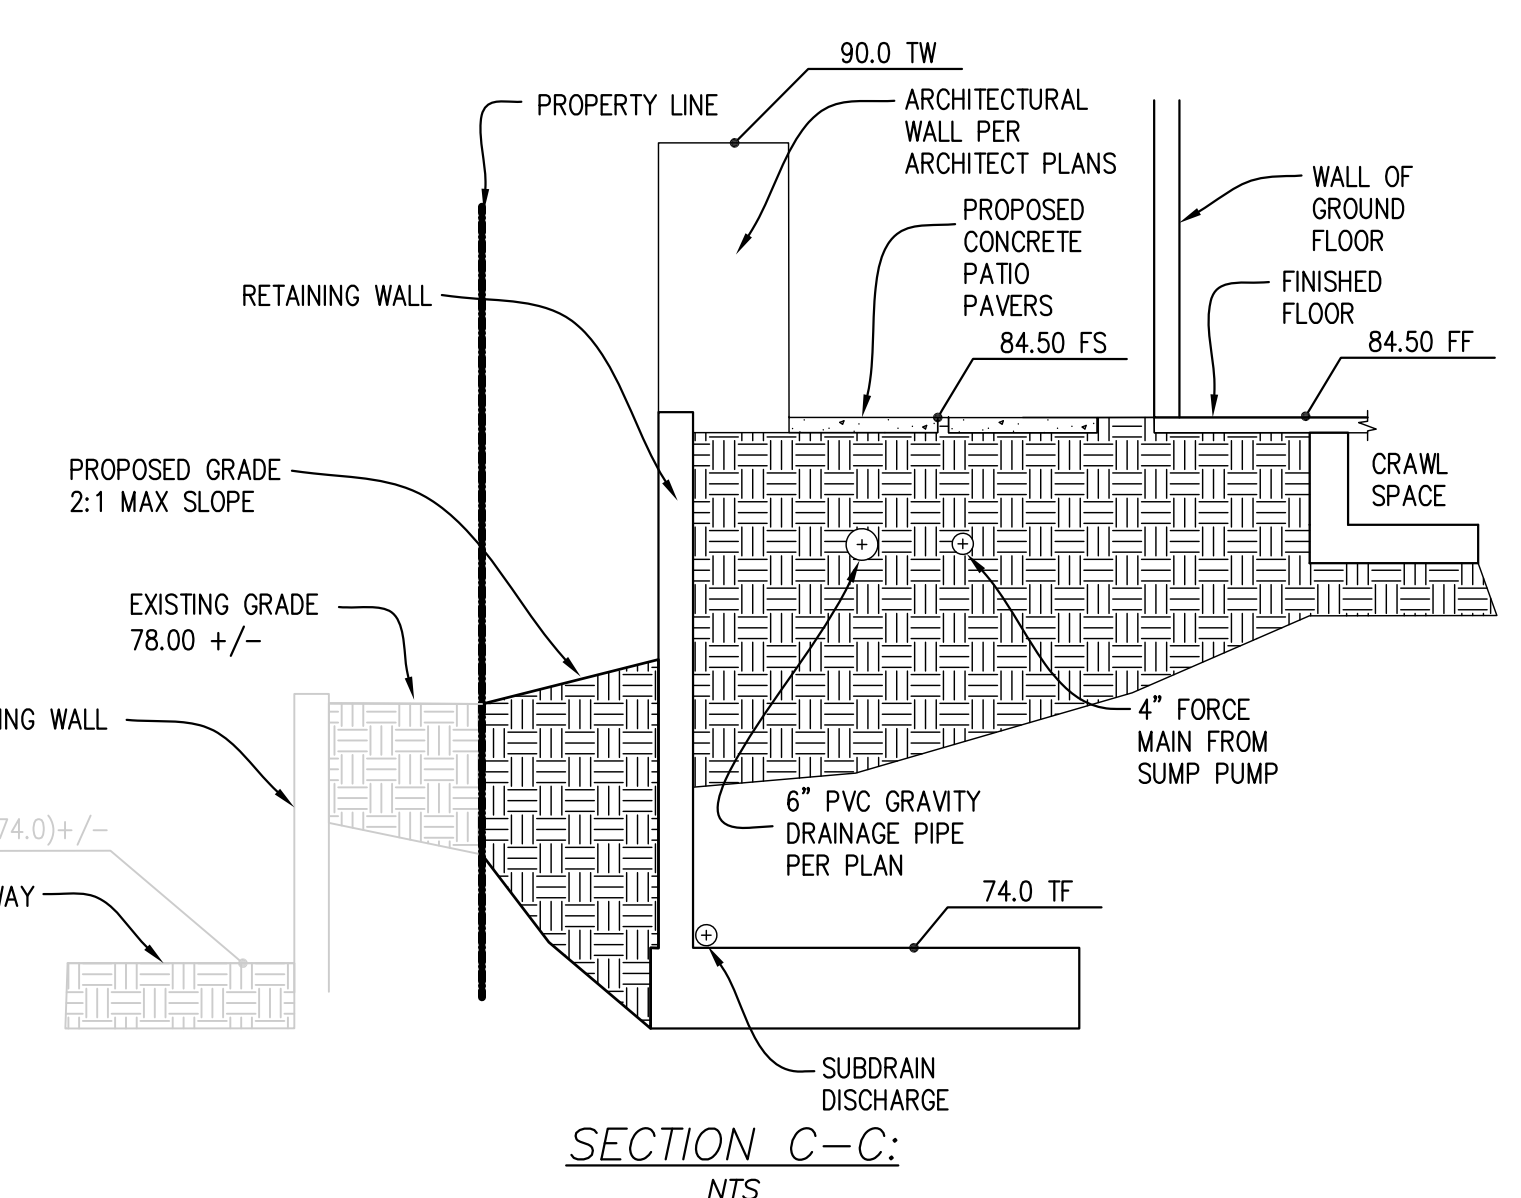 90.0 TW
PROPERTY LINE
ARCHITECTURAL
WALL PER
ARCHITECT PLANS
WALL OF
GROUND
FLOOR
PROPOSED
CONCRETE
PATIO
PAVERS
FINISHED
FLOOR
RETAINING WALL
84.50 FS
84.50 FF
PROPOSED GRADE
2:1 MAX SLOPE
CRAWL
SPACE
EXISTING GRADE
78.00 +/-
ING WALL
4” FORCE
MAIN FROM
SUMP PUMP
6” PVC GRAVITY
DRAINAGE PIPE
PER PLAN
74.0)+/-
WAY
74.0 TF
SUBDRAIN
DISCHARGE
SECTION C-C:
NTS